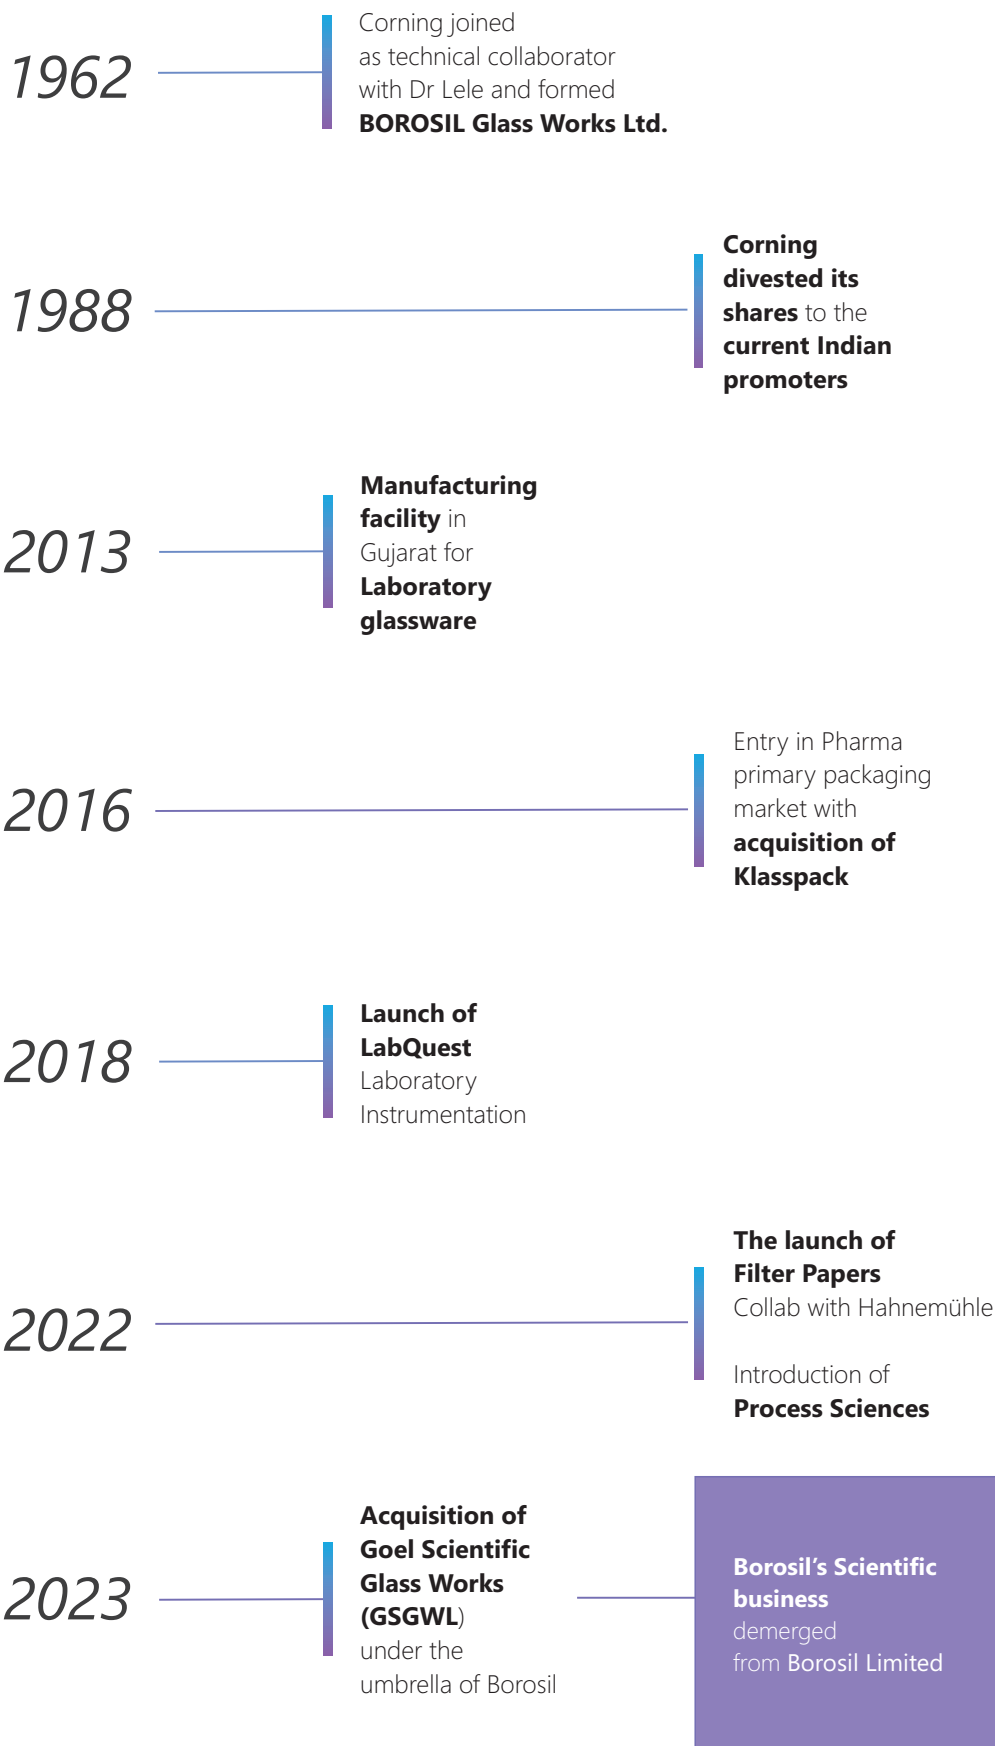 1962
Corning joined
as technical collaborator
with Dr Lele and formed
BOROSIL Glass Works Ltd.
1988
Corning
divested its
shares to the
current Indian
promoters
2013
Manufacturing
facility in
Gujarat for
Laboratory
glassware
2016
Entry in Pharma
primary packaging
market with
acquisition of
Klasspack
2018
Launch of
LabQuest
Laboratory
Instrumentation
2022
The launch of
Filter Papers
Collab with Hahnemühle
Introduction of
Process Sciences
2023
Acquisition of
Goel Scientific
Glass Works
(GSGWL)
under the
umbrella of Borosil
Borosil’s Scientific
business
demerged
from Borosil Limited